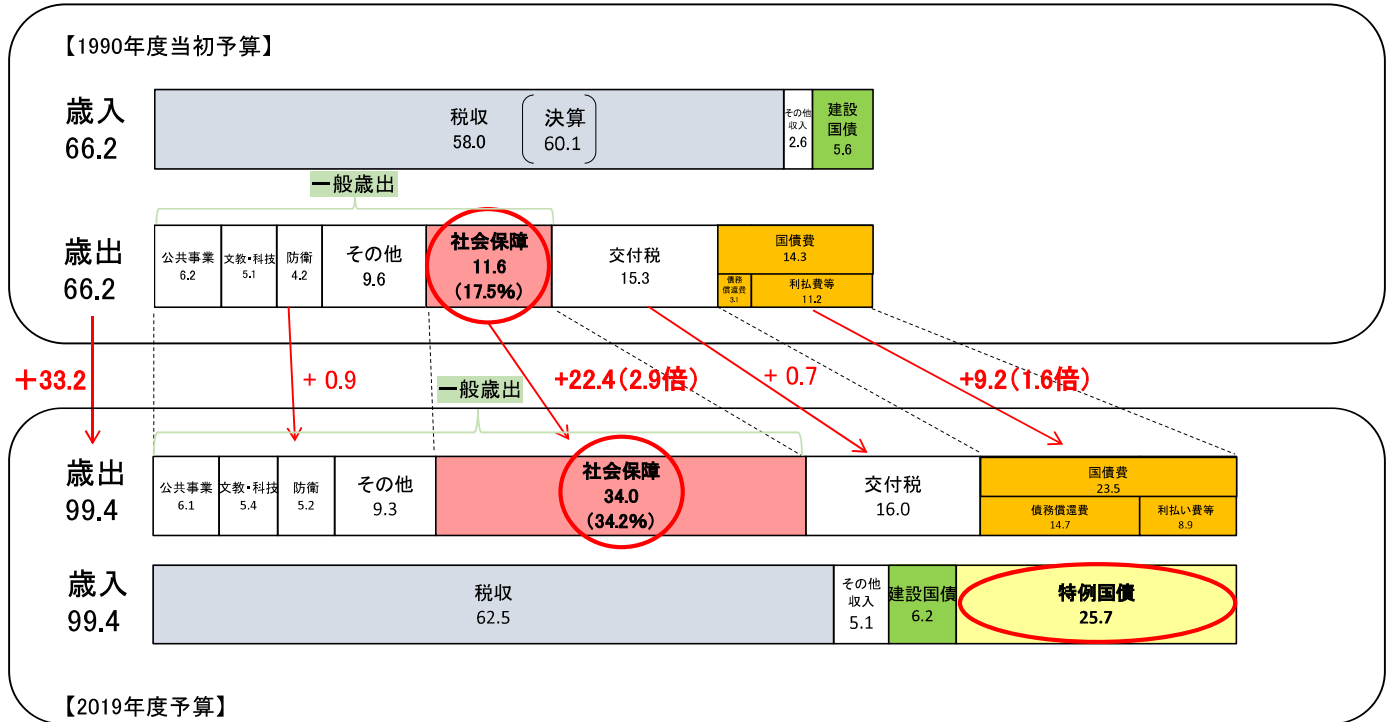 【1990年度当初予算】
歳入
66.2
税収
58.0
決算
60.1
その他
収入
2.6
建設
国債
5.6
一般歳出
歳出
66.2
公共事業
6.2
文教・科技
5.1
防衛
4.2
その他
9.6
社会保障
11.6
(17.5%)
交付税
15.3
国債費
14.3
債務
償還費
3.1
利払費等
11.2
+33.2
+ 0.9
+22.4(2.9倍)
+ 0.7
+9.2(1.6倍)
一般歳出
歳出
99.4
公共事業
6.1
文教・科技
5.4
防衛
5.2
その他
9.3
社会保障
34.0
(34.2%)
交付税
16.0
国債費
23.5
債務償還費
14.7
利払い費等
8.9
歳入
99.4
税収
62.5
その他
収入
5.1
建設国債
6.2
特例国債
25.7
【2019年度予算】